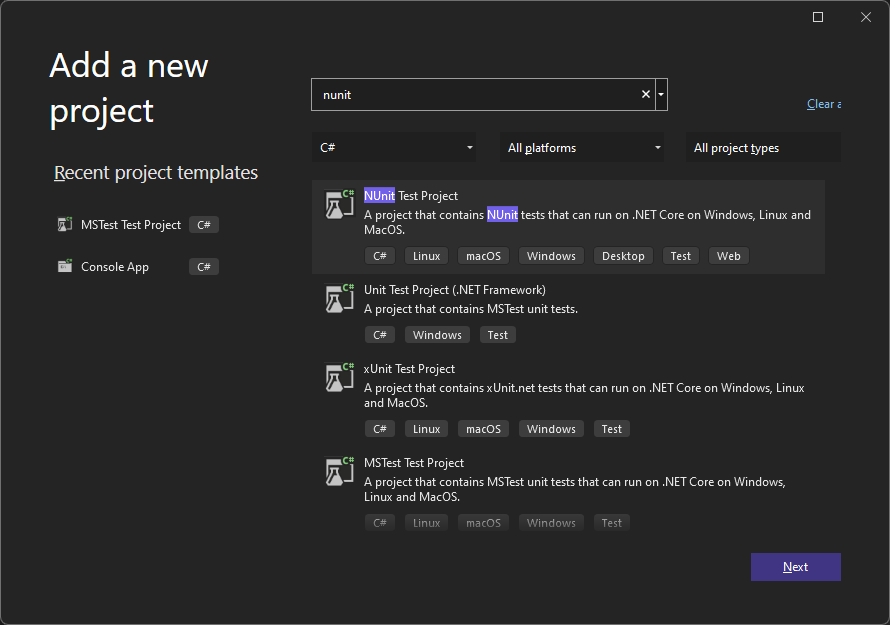 Add a new
project
nunit
Clear a
C#
All platforms
All project types
Recent project templates
MSTest Test Project C#
Console App C#
C#
NUnit Test Project
A project that contains NUnit tests that can run on .NET Core on Windows, Linux and
MacOS.
C# Linux macOS Windows Desktop Test Web
C#
Unit Test Project (.NET Framework)
A project that contains MSTest unit tests.
C# Windows Test
C#
xUnit Test Project
A project that contains xUnit.net tests that can run on .NET Core on Windows, Linux
and MacOS.
C# Linux macOS Windows Test
C#
MSTest Test Project
A project that contains MSTest unit tests that can run on .NET Core on Windows,
Linux and MacOS.
C# Linux macOS Windows Test
Next